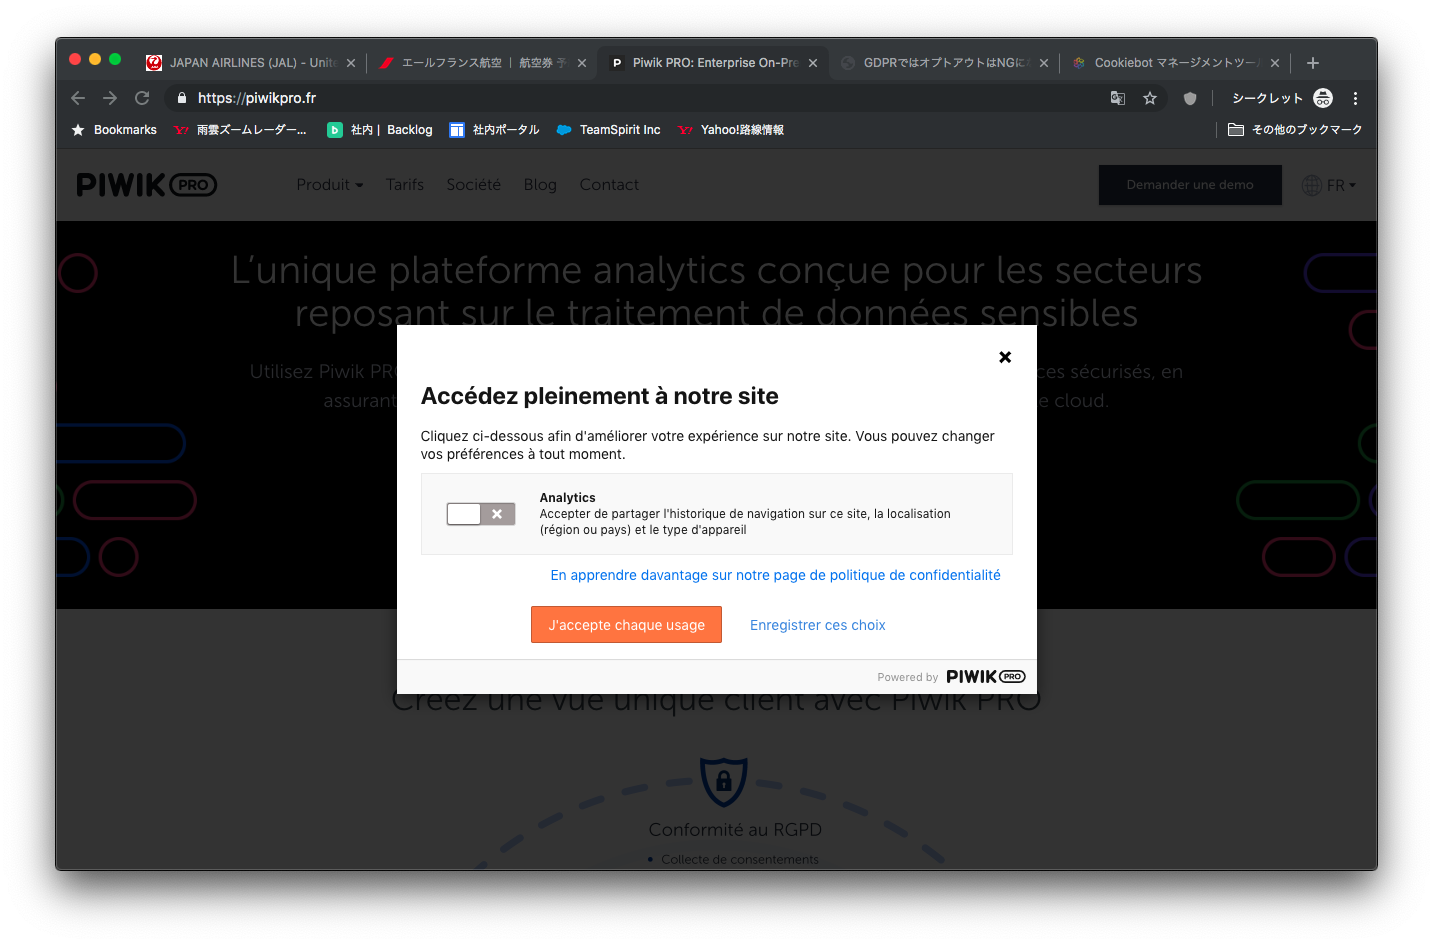 JAPAN AIRLINES (JAL) - Unite
エールフランス航空 | 航空券 予
Piwik PRO: Enterprise On-Pre
GDPRではオプトアウトはNGに
Cookiebot マネージメントツー
https://piwikpro.fr
シークレット
Bookmarks
雨雲ズームレーダー...
社内 | Backlog
社内ポータル
TeamSpirit Inc
Yahoo!路線情報
その他のブックマーク
PIWIK PRO
Produit
Tarifs
Société
Blog
Contact
Demander une demo
FR
L'unique plateforme analytics conçue pour les secteurs
reposant sur le traitement de données sensibles
Utilisez Piwik PR
ces sécurisés, en
assurant
e cloud.
Accédez pleinement à notre site
Cliquez ci-dessous afin d'améliorer votre expérience sur notre site. Vous pouvez changer
vos préférences à tout moment.
Analytics
Accepter de partager l'historique de navigation sur ce site, la localisation
(région ou pays) et le type d'appareil
En apprendre davantage sur notre page de politique de confidentialité
J'accepte chaque usage
Enregistrer ces choix
Powered by PIWIK PRO
Créez une vue unique client avec Piwik PRO
Conformité au RGPD
• Collecte de consentements